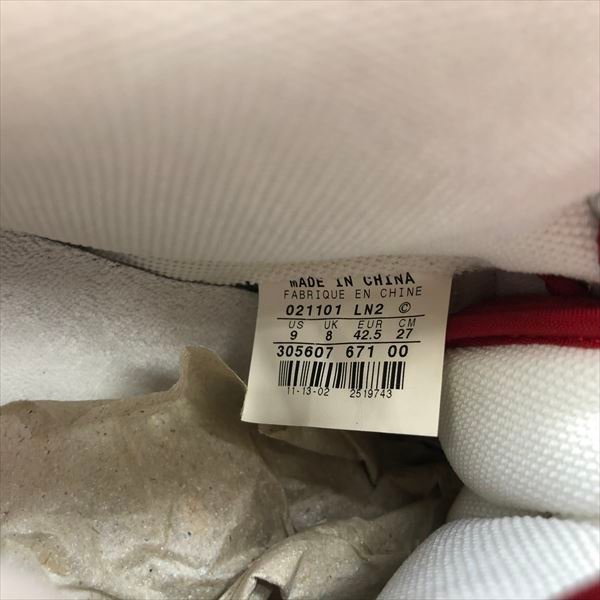 MADE IN CHINA
FABRIQUE EN CHINE
021101 LN2 ©
US UK EUR CM
9 8 42.5 27
305607 671 00
11-13-02 2519743